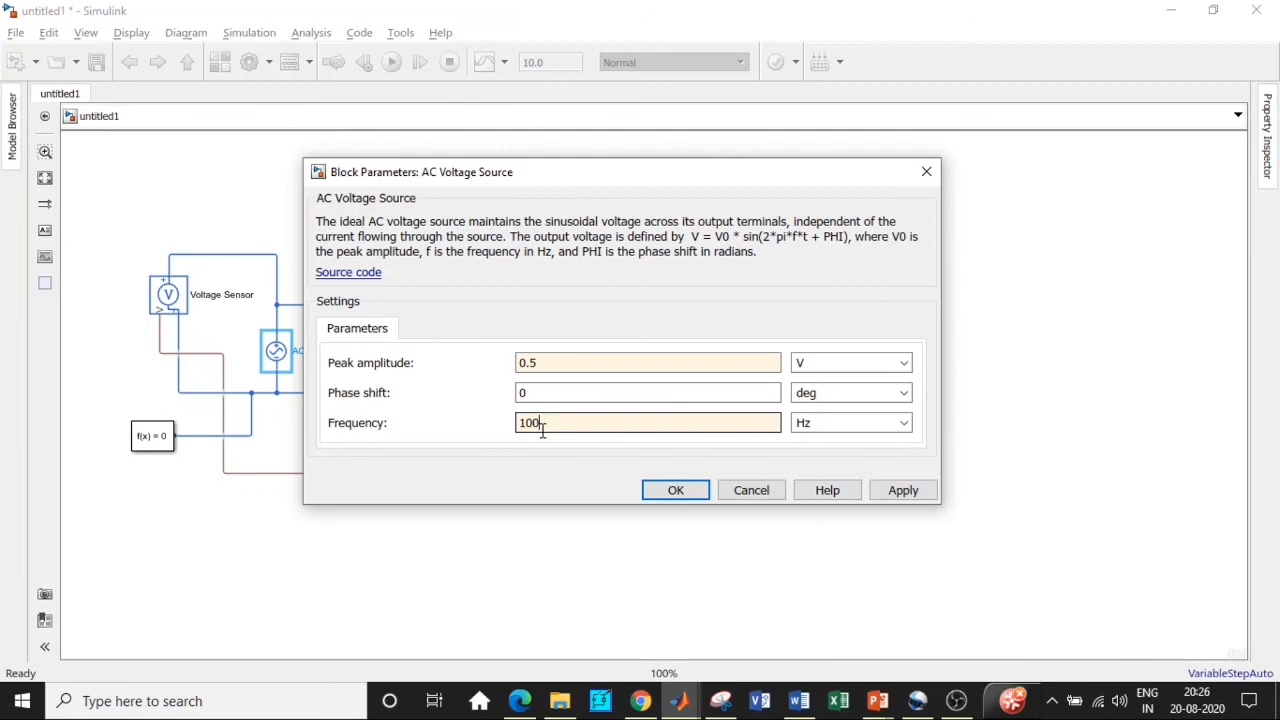 untitled1 * - Simulink
File Edit View Display Diagram Simulation Analysis Code Tools Help
10.0
Normal
untitled1
untitled1
Model Browser
Property Inspector
Block Parameters: AC Voltage Source
AC Voltage Source
The ideal AC voltage source maintains the sinusoidal voltage across its output terminals, independent of the
current flowing through the source. The output voltage is defined by V = V0 * sin(2*pi*f*t + PHI), where V0 is
the peak amplitude, f is the frequency in Hz, and PHI is the phase shift in radians.
Source code
Settings
Parameters
Peak amplitude: 0.5 V
Phase shift: 0 deg
Frequency: 100 Hz
OK Cancel Help Apply
V
Voltage Sensor
AC
f(x) = 0
Ready
100%
VariableStepAuto
Type here to search
ENG
IN
20:26
20-08-2020